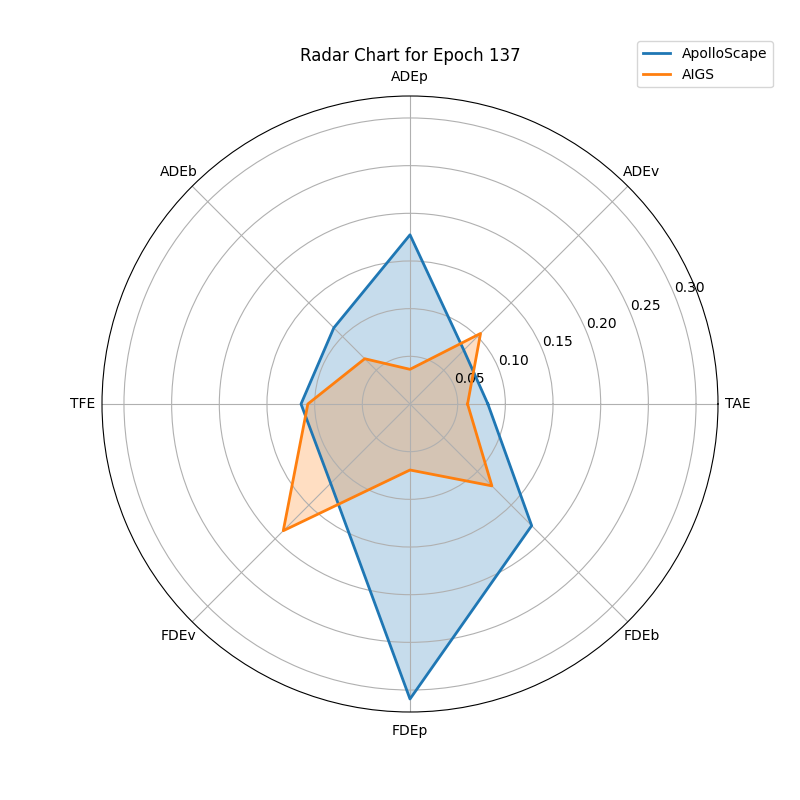 Radar Chart for Epoch 137
ApolloScape
AIGS
ADEp
ADEb
ADEv
0.30
0.25
0.20
0.15
0.10
0.05
TFE
TAE
FDEv
FDEb
FDEp